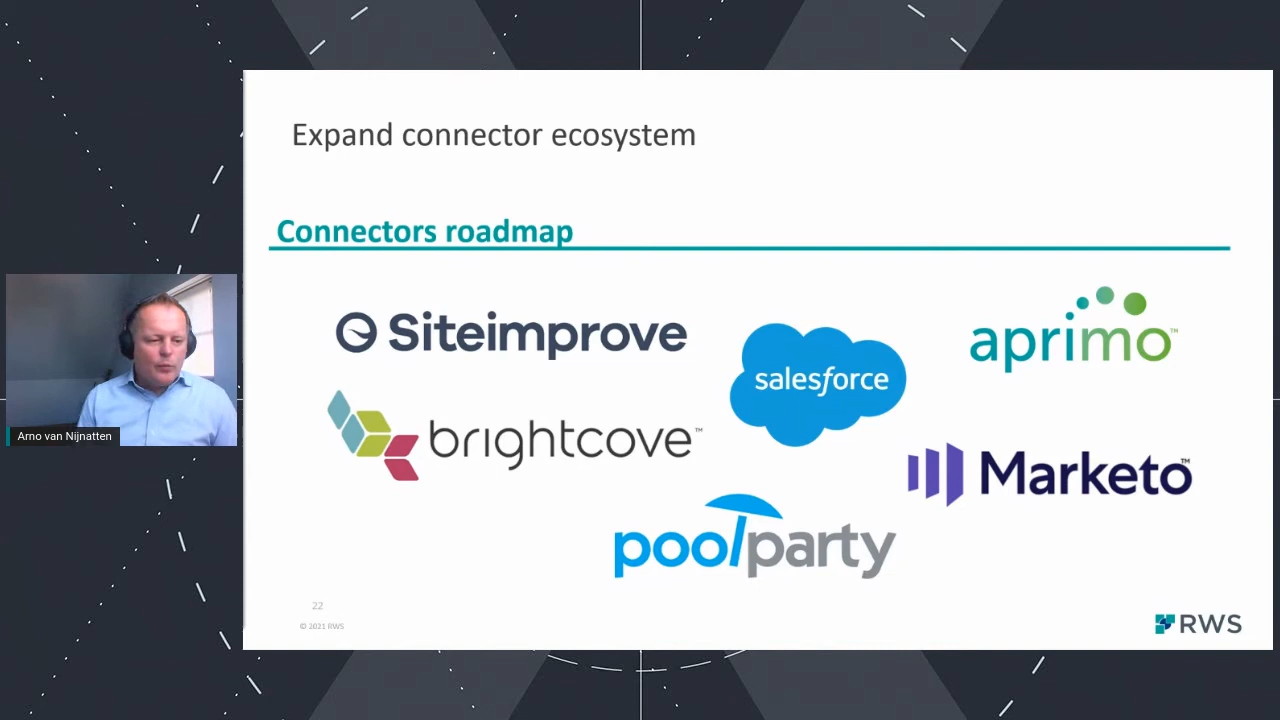 Expand connector ecosystem
Connectors roadmap
Siteimprove
salesforce
aprimo™
brightcove™
Marketo™
poolparty
Arno van Nijnatten
22
© 2021 RWS
RWS